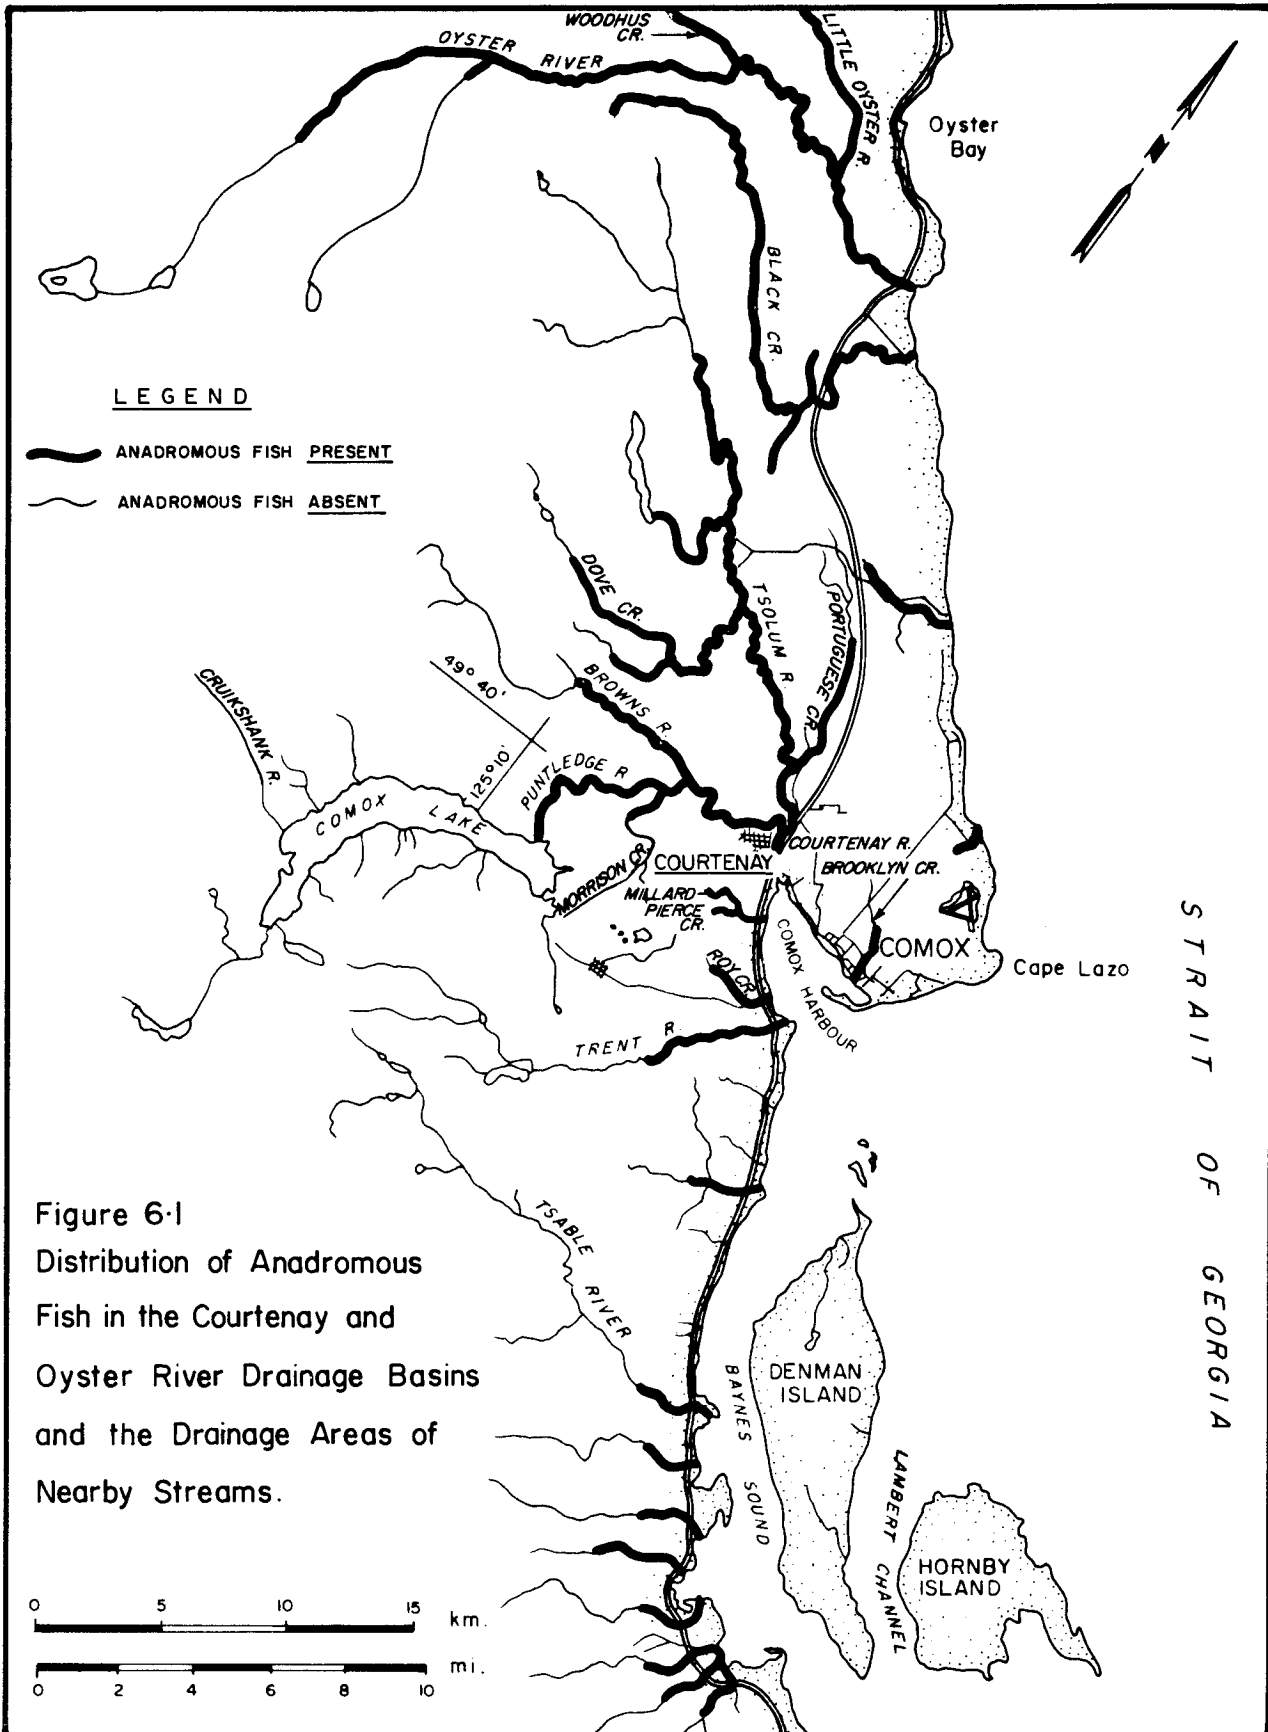 WOODHUS
CR.
OYSTER RIVER
LITTLE OYSTER R.
Oyster
Bay
BLACK CR.
LEGEND
ANADROMOUS FISH PRESENT
ANADROMOUS FISH ABSENT
DOVE CR.
TSOLUM R
PORTUGUESE CR.
BROWNS R.
49° 40'
125° 10'
CRUIKSHANK R.
PUNTLEDGE R
COMOX LAKE
MORRISON CR.
COURTENAY
COURTENAY R.
BROOKLYN CR.
MILLARD-
PIERCE
CR.
COMOX HARBOUR
COMOX
Cape Lazo
ROY CR.
TRENT R
STRAIT OF GEORGIA
TSABLE RIVER
Figure 6·1
Distribution of Anadromous
Fish in the Courtenay and
Oyster River Drainage Basins
and the Drainage Areas of
Nearby Streams.
BAYNES SOUND
DENMAN
ISLAND
LAMBERT CHANNEL
HORNBY
ISLAND
0 5 10 15 km.
mi.
0 2 4 6 8 10